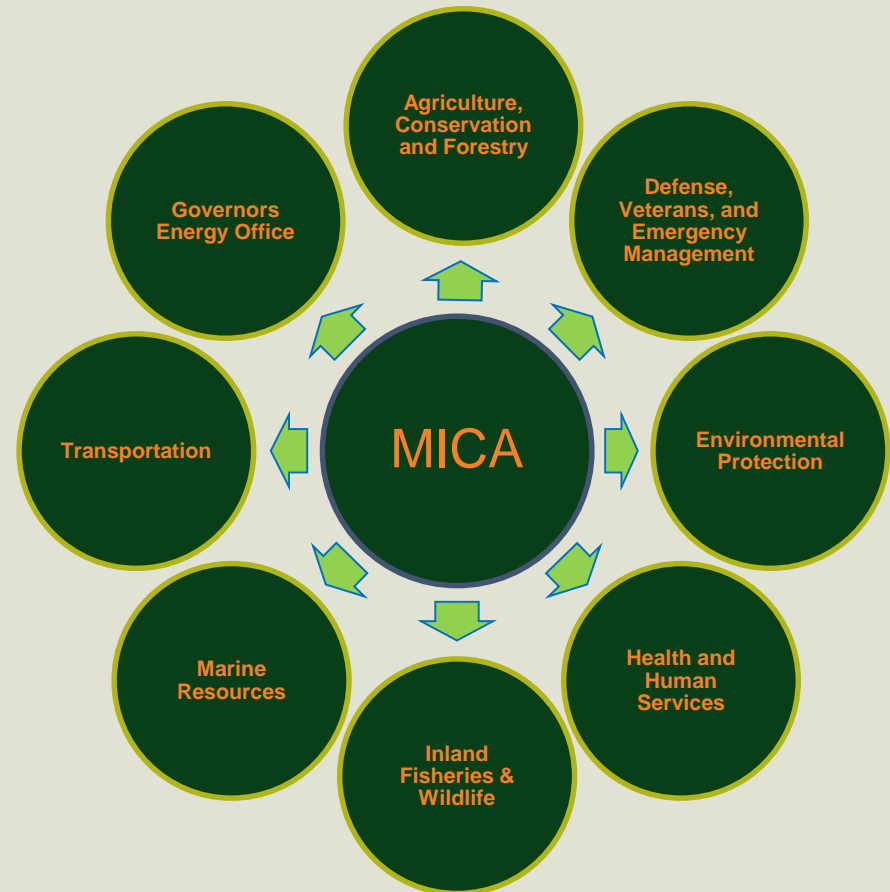 Agriculture,
Conservation
and Forestry
Defense,
Veterans, and
Emergency
Management
Environmental
Protection
Health and
Human
Services
Inland
Fisheries &
Wildlife
Marine
Resources
Transportation
Governors
Energy Office
MICA